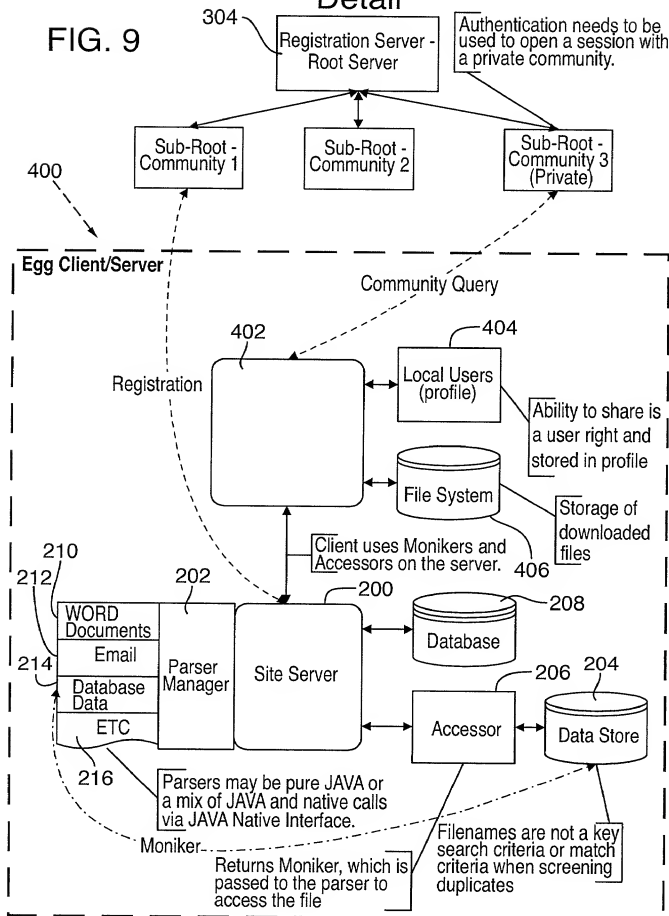 Detail
FIG. 9
304
Registration Server -
Root Server
Authentication needs to be
used to open a session with
a private community.
Sub-Root -
Community 1
Sub-Root -
Community 2
Sub-Root -
Community 3
(Private)
400
Egg Client/Server
Community Query
402
404
Registration
Local Users
(profile)
Ability to share is
a user right and
stored in profile
File System
Storage of
downloaded
files
406
Client uses Monikers and
Accessors on the server.
210
212
214
202
200
208
WORD
Documents
Email
Database
Data
ETC
216
Parser
Manager
Site Server
Database
206
204
Accessor
Data Store
Parsers may be pure JAVA or
a mix of JAVA and native calls
via JAVA Native Interface.
Moniker
Filenames are not a key
search criteria or match
criteria when screening
duplicates
Returns Moniker, which is
passed to the parser to
access the file